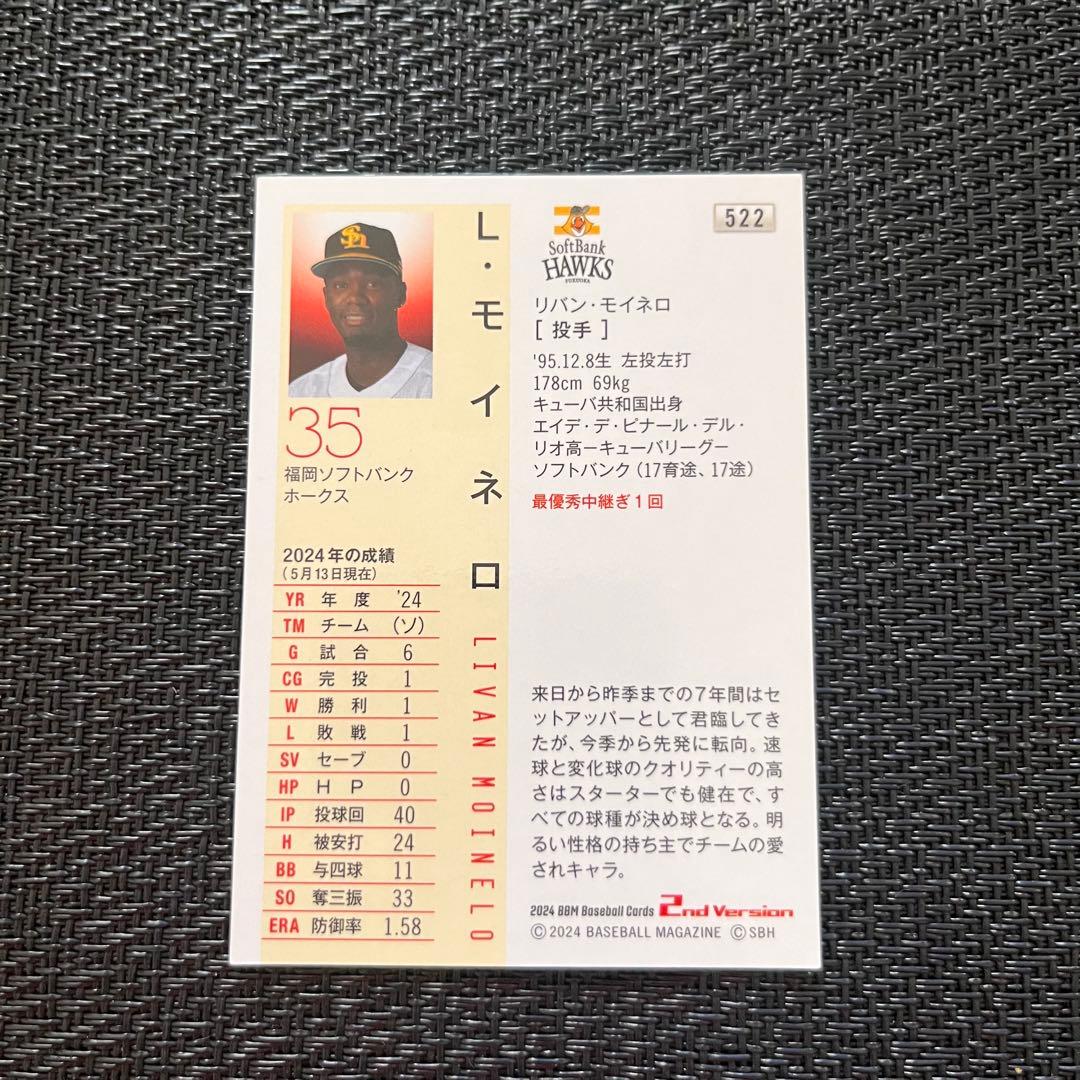 SH
L・モイネロ
LIVAN MOINELO
35
福岡ソフトバンク
ホークス
2024年の成績
(5月13日現在)
YR 年度 '24
TM チーム (ソ)
G 試合 6
CG 完投 1
W 勝利 1
L 敗戦 1
SV セーブ 0
HP HP 0
IP 投球回 40
H 被安打 24
BB 与四球 11
SO 奪三振 33
ERA 防御率 1.58
522
SoftBank
HAWKS
FUKUOKA
リバン・モイネロ
[ 投手 ]
'95.12.8生 左投左打
178cm 69kg
キューバ共和国出身
エイデ・デ・ピナール・デル・
リオ高ーキューバリーグー
ソフトバンク(17育途、17途)
最優秀中継ぎ1回
来日から昨季までの7年間はセ
ットアッパーとして君臨してき
たが、今季から先発に転向。速
球と変化球のクオリティーの高
さはスターターでも健在で、す
べての球種が決め球となる。明
るい性格の持ち主でチームの愛
されキャラ。
2024 BBM Baseball Cards 2nd Version
©2024 BASEBALL MAGAZINE ©SBH